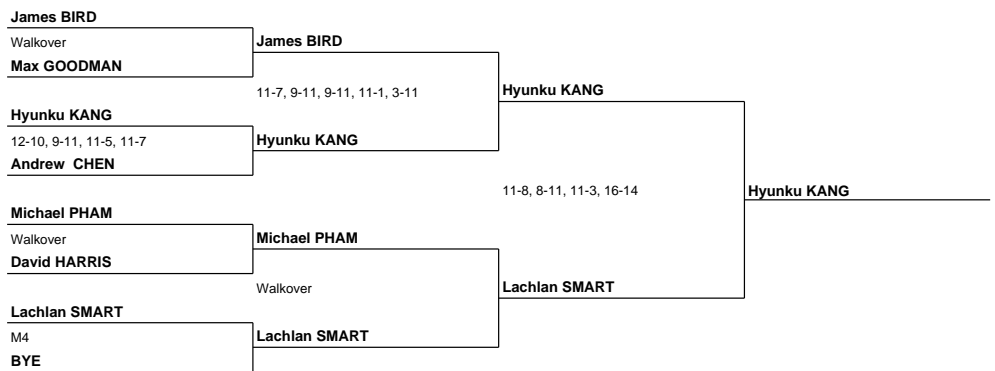 James BIRD
Walkover
Max GOODMAN
James BIRD
11-7, 9-11, 9-11, 11-1, 3-11
Hyunku KANG
Hyunku KANG
12-10, 9-11, 11-5, 11-7
Andrew  CHEN
Hyunku KANG
11-8, 8-11, 11-3, 16-14
Hyunku KANG
Michael PHAM
Walkover
David HARRIS
Michael PHAM
Walkover
Lachlan SMART
Lachlan SMART
M4
BYE
Lachlan SMART